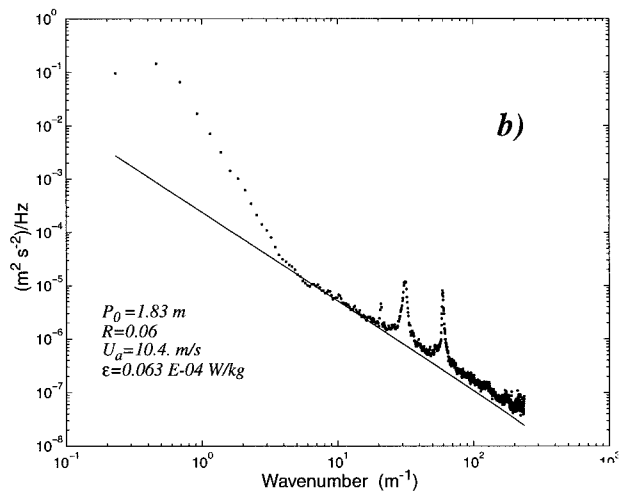 10^0
10^-1
10^-2
10^-3
10^-4
10^-5
10^-6
10^-7
10^-8
(m^2 s^-2)/Hz
b)
P_0=1.83 m
R=0.06
U_a=10.4. m/s
ε=0.063 E-04 W/kg
10^-1 10^0 10^1 10^2 10^3
Wavenumber (m^-1)